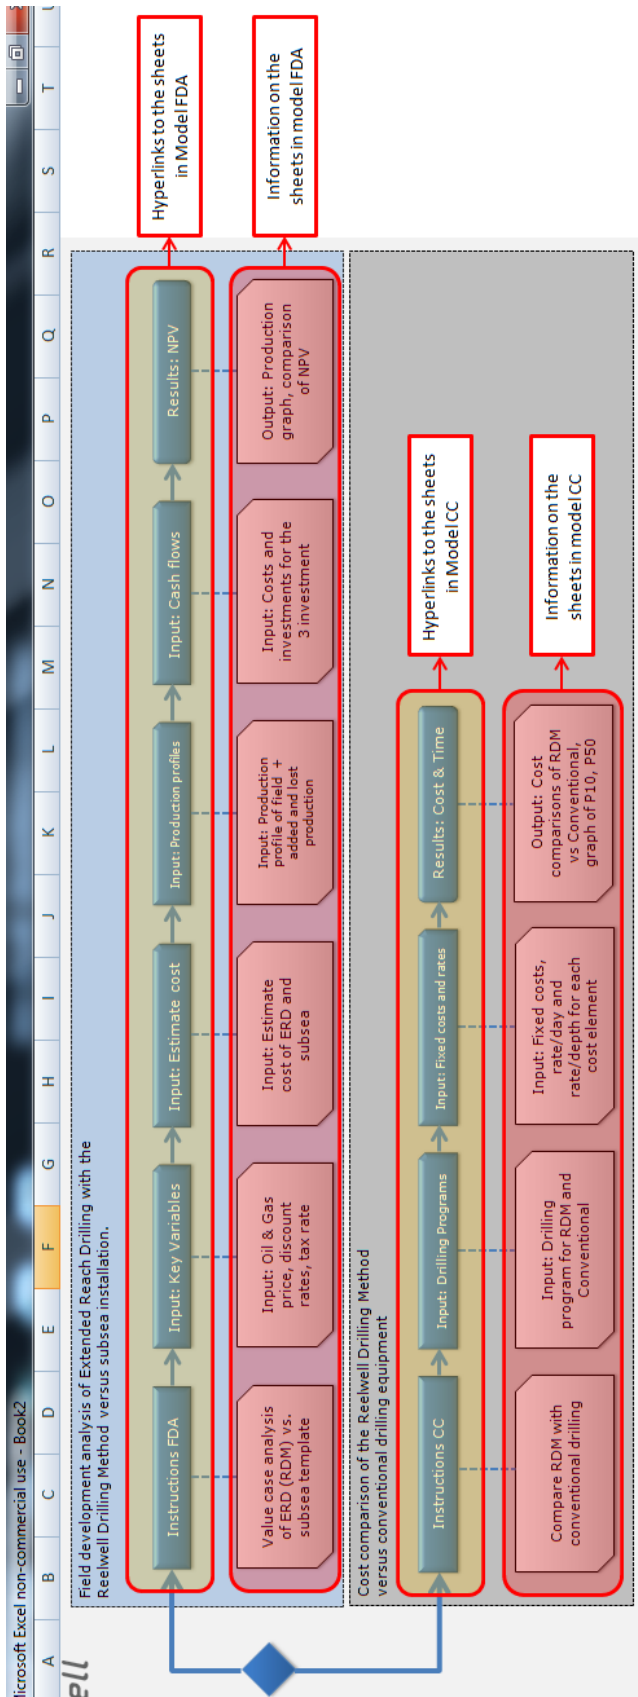 Microsoft Excel non-commercial use - Book2
A B C D E F G H I J K L M N O P Q R S T
ell
Field development analysis of Extended Reach Drilling with the
Reelwell Drilling Method versus subsea installation.
Instructions FDA
Input: Key Variables
Input: Estimate cost
Input: Production profiles
Input: Cash flows
Results: NPV
Hyperlinks to the sheets
in Model FDA
Value case analysis
of ERD (RDM) vs.
subsea template
Input: Oil & Gas
price, discount
rates, tax rate
Input: Estimate
cost of ERD and
subsea
Input: Production
profile of field +
added and lost
production
Input: Costs and
investments for the
3 investment
Output: Production
graph, comparison
of NPV
Information on the
sheets in model FDA
Cost comparison of the Reelwell Drilling Method
versus conventional drilling equipment
Instructions CC
Input: Drilling Programs
Input: Fixed costs and rates
Results: Cost & Time
Hyperlinks to the sheets
in Model CC
Compare RDM with
conventional drilling
Input: Drilling
program for RDM and
Conventional
Input: Fixed costs,
rate/day and
rate/depth for each
cost element
Output: Cost
comparisons of RDM
vs Conventional,
graph of P10, P50
Information on the
sheets in model CC